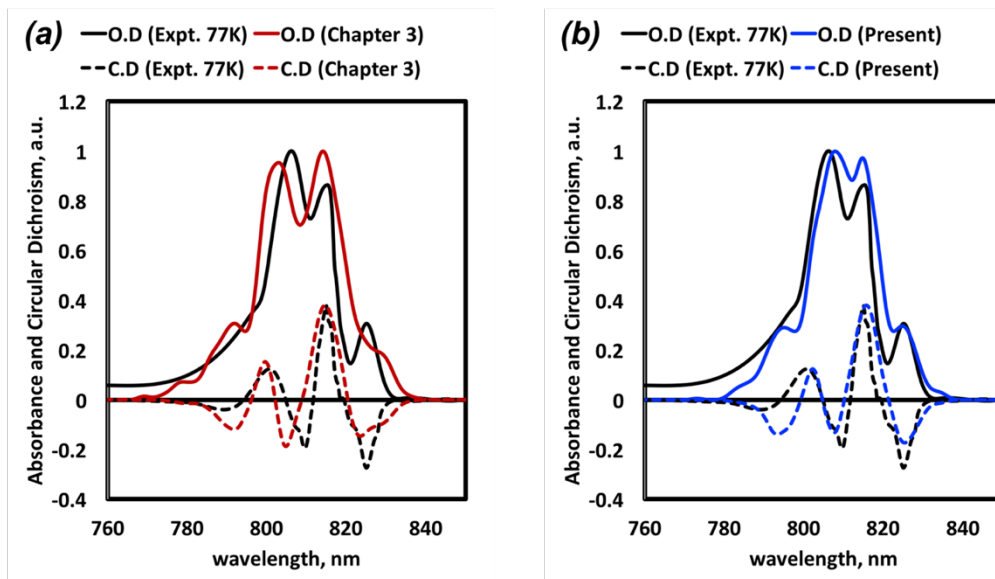 (a)
O.D (Expt. 77K) O.D (Chapter 3)
C.D (Expt. 77K) C.D (Chapter 3)
Absorbance and Circular Dichroism, a.u.
1.2
1
0.8
0.6
0.4
0.2
0
-0.2
-0.4
760 780 800 820 840
wavelength, nm
(b)
O.D (Expt. 77K) O.D (Present)
C.D (Expt. 77K) C.D (Present)
Absorbance and Circular Dichroism, a.u.
1.2
1
0.8
0.6
0.4
0.2
0
-0.2
-0.4
760 780 800 820 840
wavelength, nm